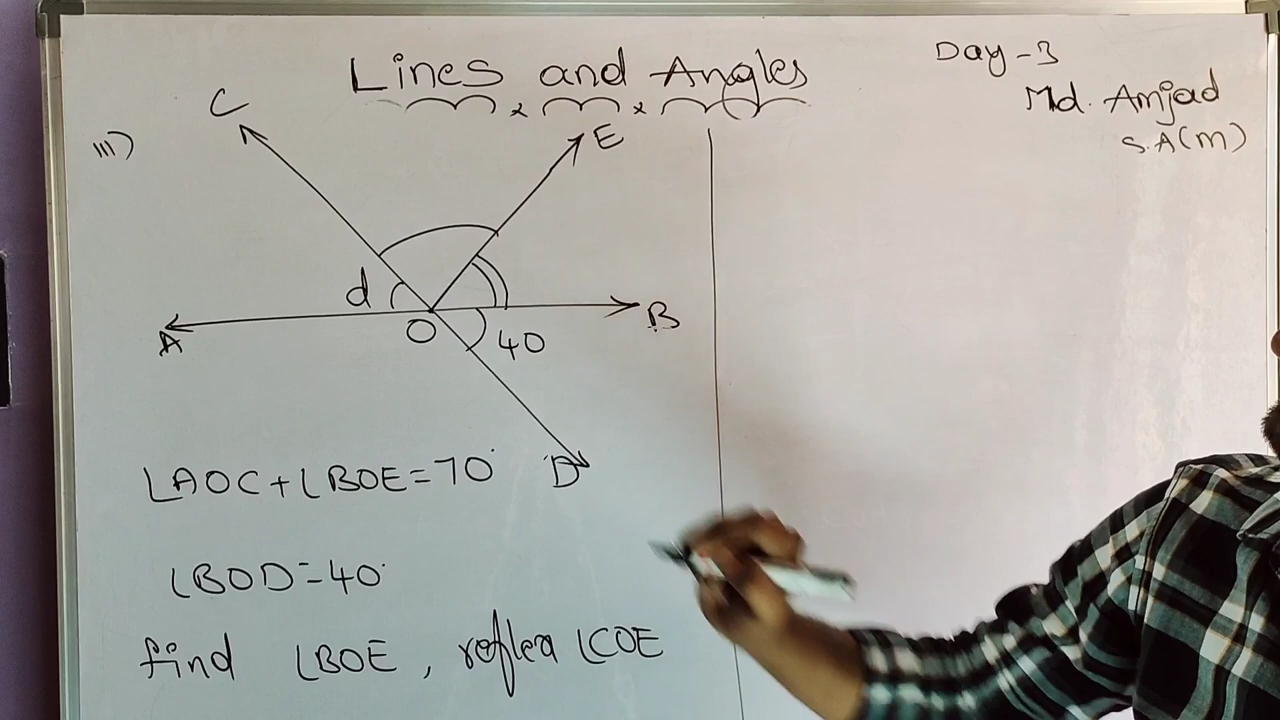 Lines and Angles
Day-3
Md. Amjad
S.A(M)
III)
C
E
d
O
40
A
B
D
∠AOC+∠BOE=70°
∠BOD=40°
find ∠BOE, reflex ∠COE